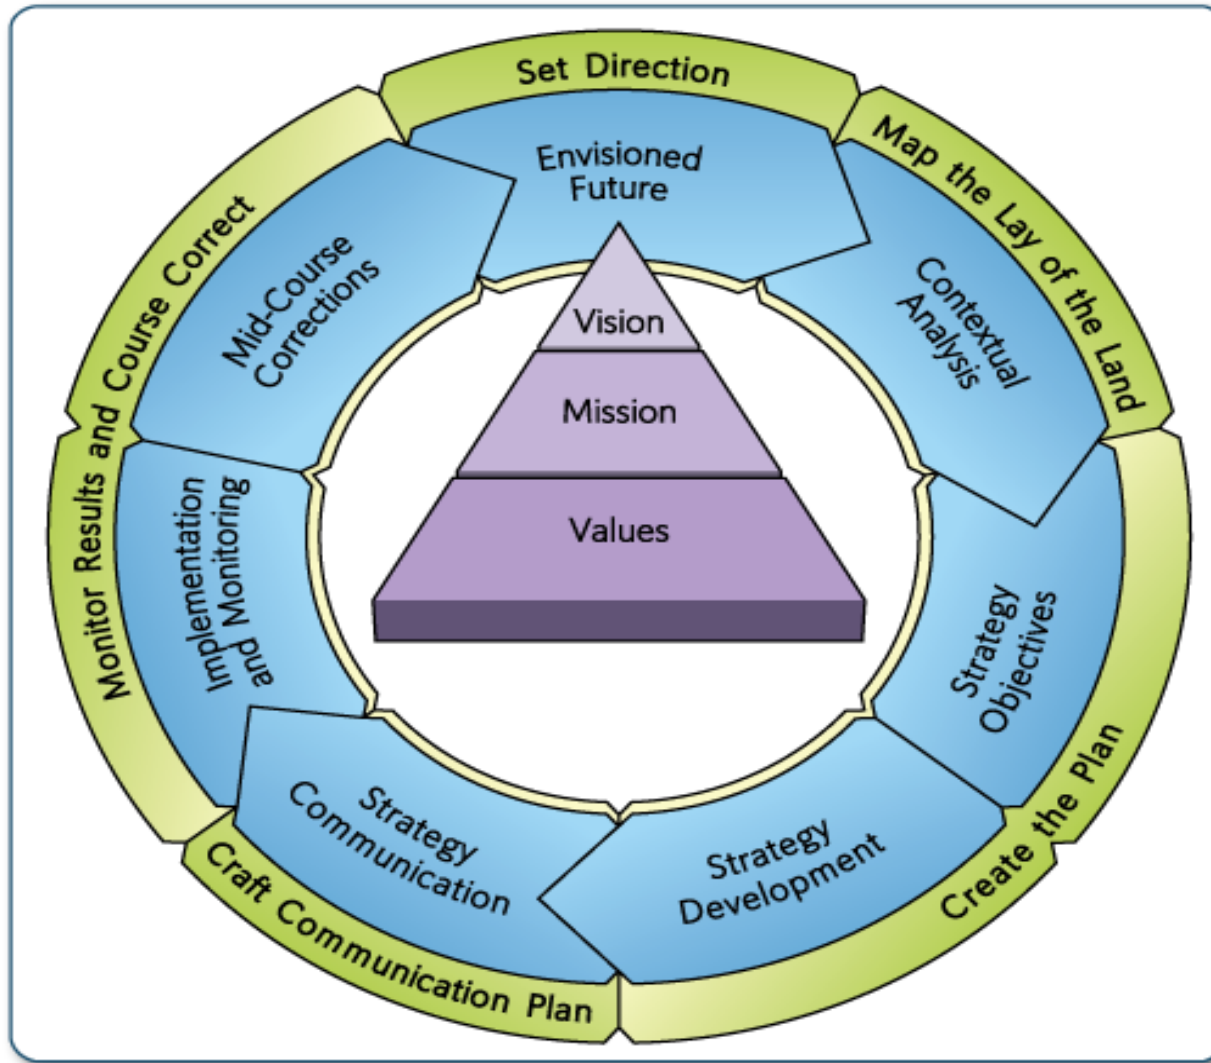 Set Direction
Map the Lay of the Land
Create the Plan
Craft Communication Plan
Monitor Results and Course Correct
Envisioned
Future
Contextual
Analysis
Strategy
Objectives
Strategy
Development
Strategy
Communication
Implementation
and Monitoring
and
Mid-Course
Corrections
Vision
Mission
Values